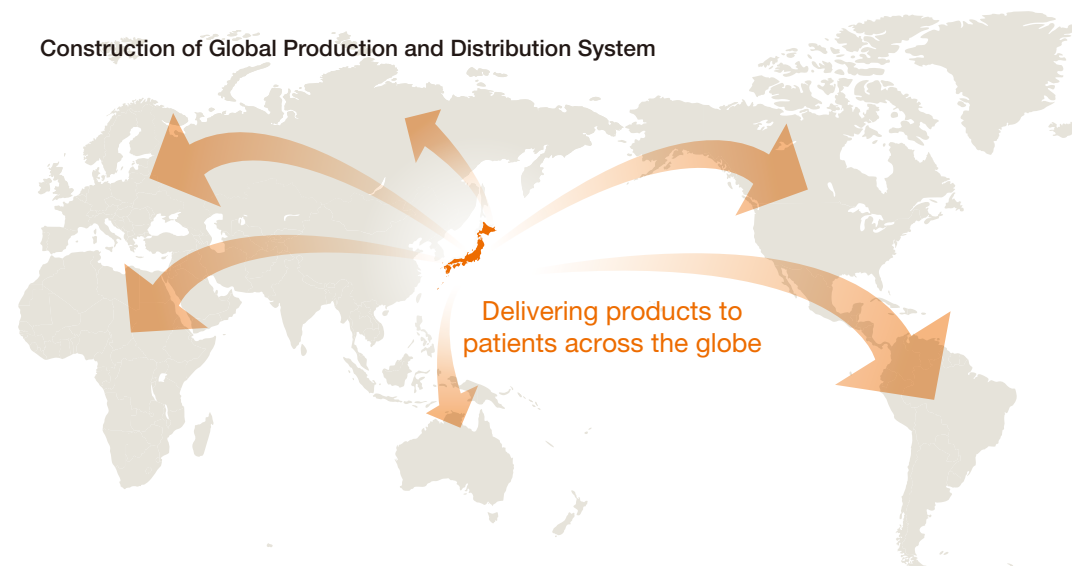 Construction of Global Production and Distribution System
Delivering products to
patients across the globe